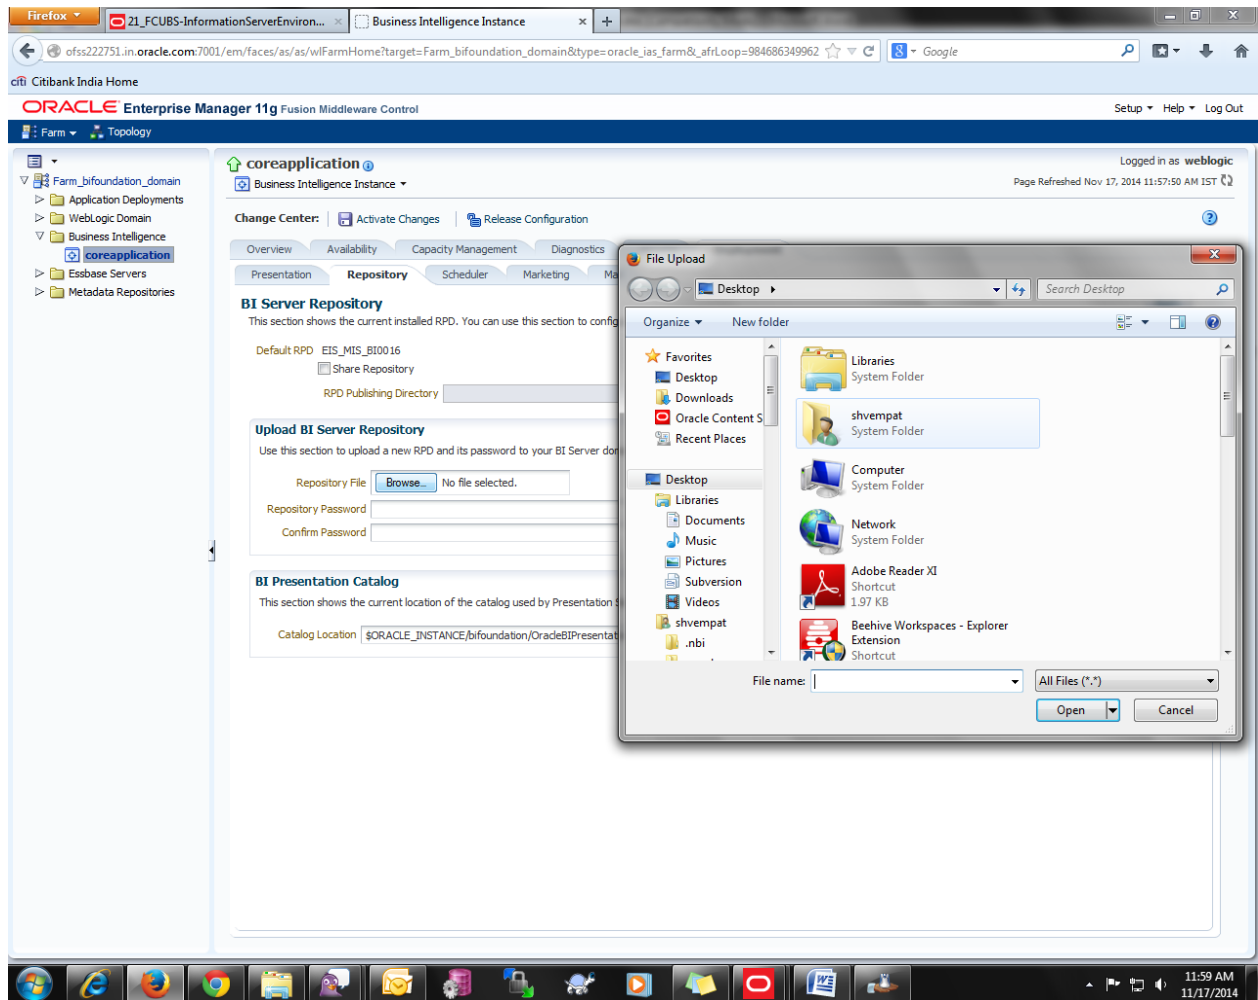 Firefox
21_FCUBS-InformationServerEnviron...
Business Intelligence Instance
ofss222751.in.oracle.com:7001/em/faces/as/as/wlFarmHome?target=Farm_bifoundation_domain&type=oracle_ias_farm&_afrLoop=984686349962
Google
citi Citibank India Home
ORACLE Enterprise Manager 11g Fusion Middleware Control
Setup Help Log Out
Farm Topology
Farm_bifoundation_domain
Application Deployments
WebLogic Domain
Business Intelligence
coreapplication
Essbase Servers
Metadata Repositories
coreapplication
Logged in as weblogic
Business Intelligence Instance
Page Refreshed Nov 17, 2014 11:57:50 AM IST
Change Center: Activate Changes Release Configuration
Overview Availability Capacity Management Diagnostics
Presentation Repository Scheduler Marketing Ma
BI Server Repository
This section shows the current installed RPD. You can use this section to config
Default RPD EIS_MIS_BI0016
Share Repository
RPD Publishing Directory
Upload BI Server Repository
Use this section to upload a new RPD and its password to your BI Server dom
Repository File Browse... No file selected.
Repository Password
Confirm Password
BI Presentation Catalog
This section shows the current location of the catalog used by Presentation S
Catalog Location $ORACLE_INSTANCE/bifoundation/OracleBIPresentat
File Upload
Desktop
Search Desktop
Organize New folder
Favorites
Desktop
Downloads
Oracle Content S
Recent Places
Desktop
Libraries
Documents
Music
Pictures
Subversion
Videos
shvempat
.nbi
Libraries
System Folder
shvempat
System Folder
Computer
System Folder
Network
System Folder
Adobe Reader XI
Shortcut
1.97 KB
Beehive Workspaces - Explorer
Extension
Shortcut
File name: All Files (*.*)
Open Cancel
11:59 AM
11/17/2014